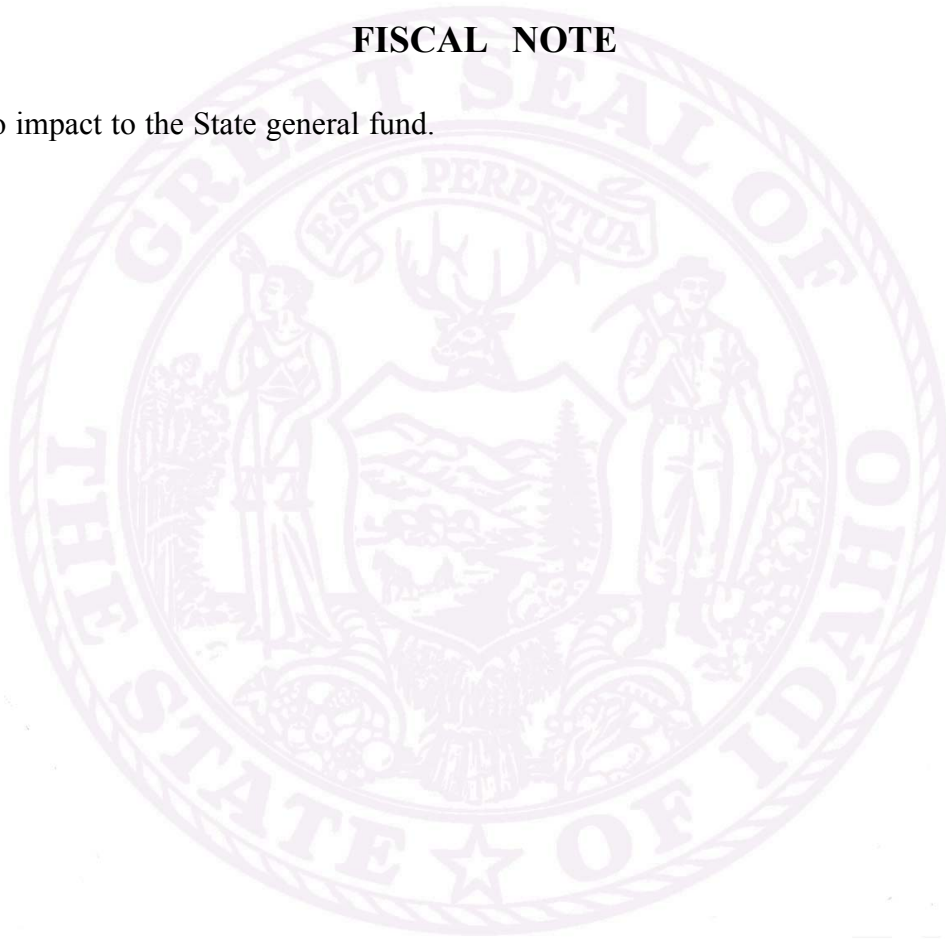 FISCAL NOTE
o impact to the State general fund.
GREAT SEAL OF
ESTO PERPETUA
THE STATE OF IDAHO